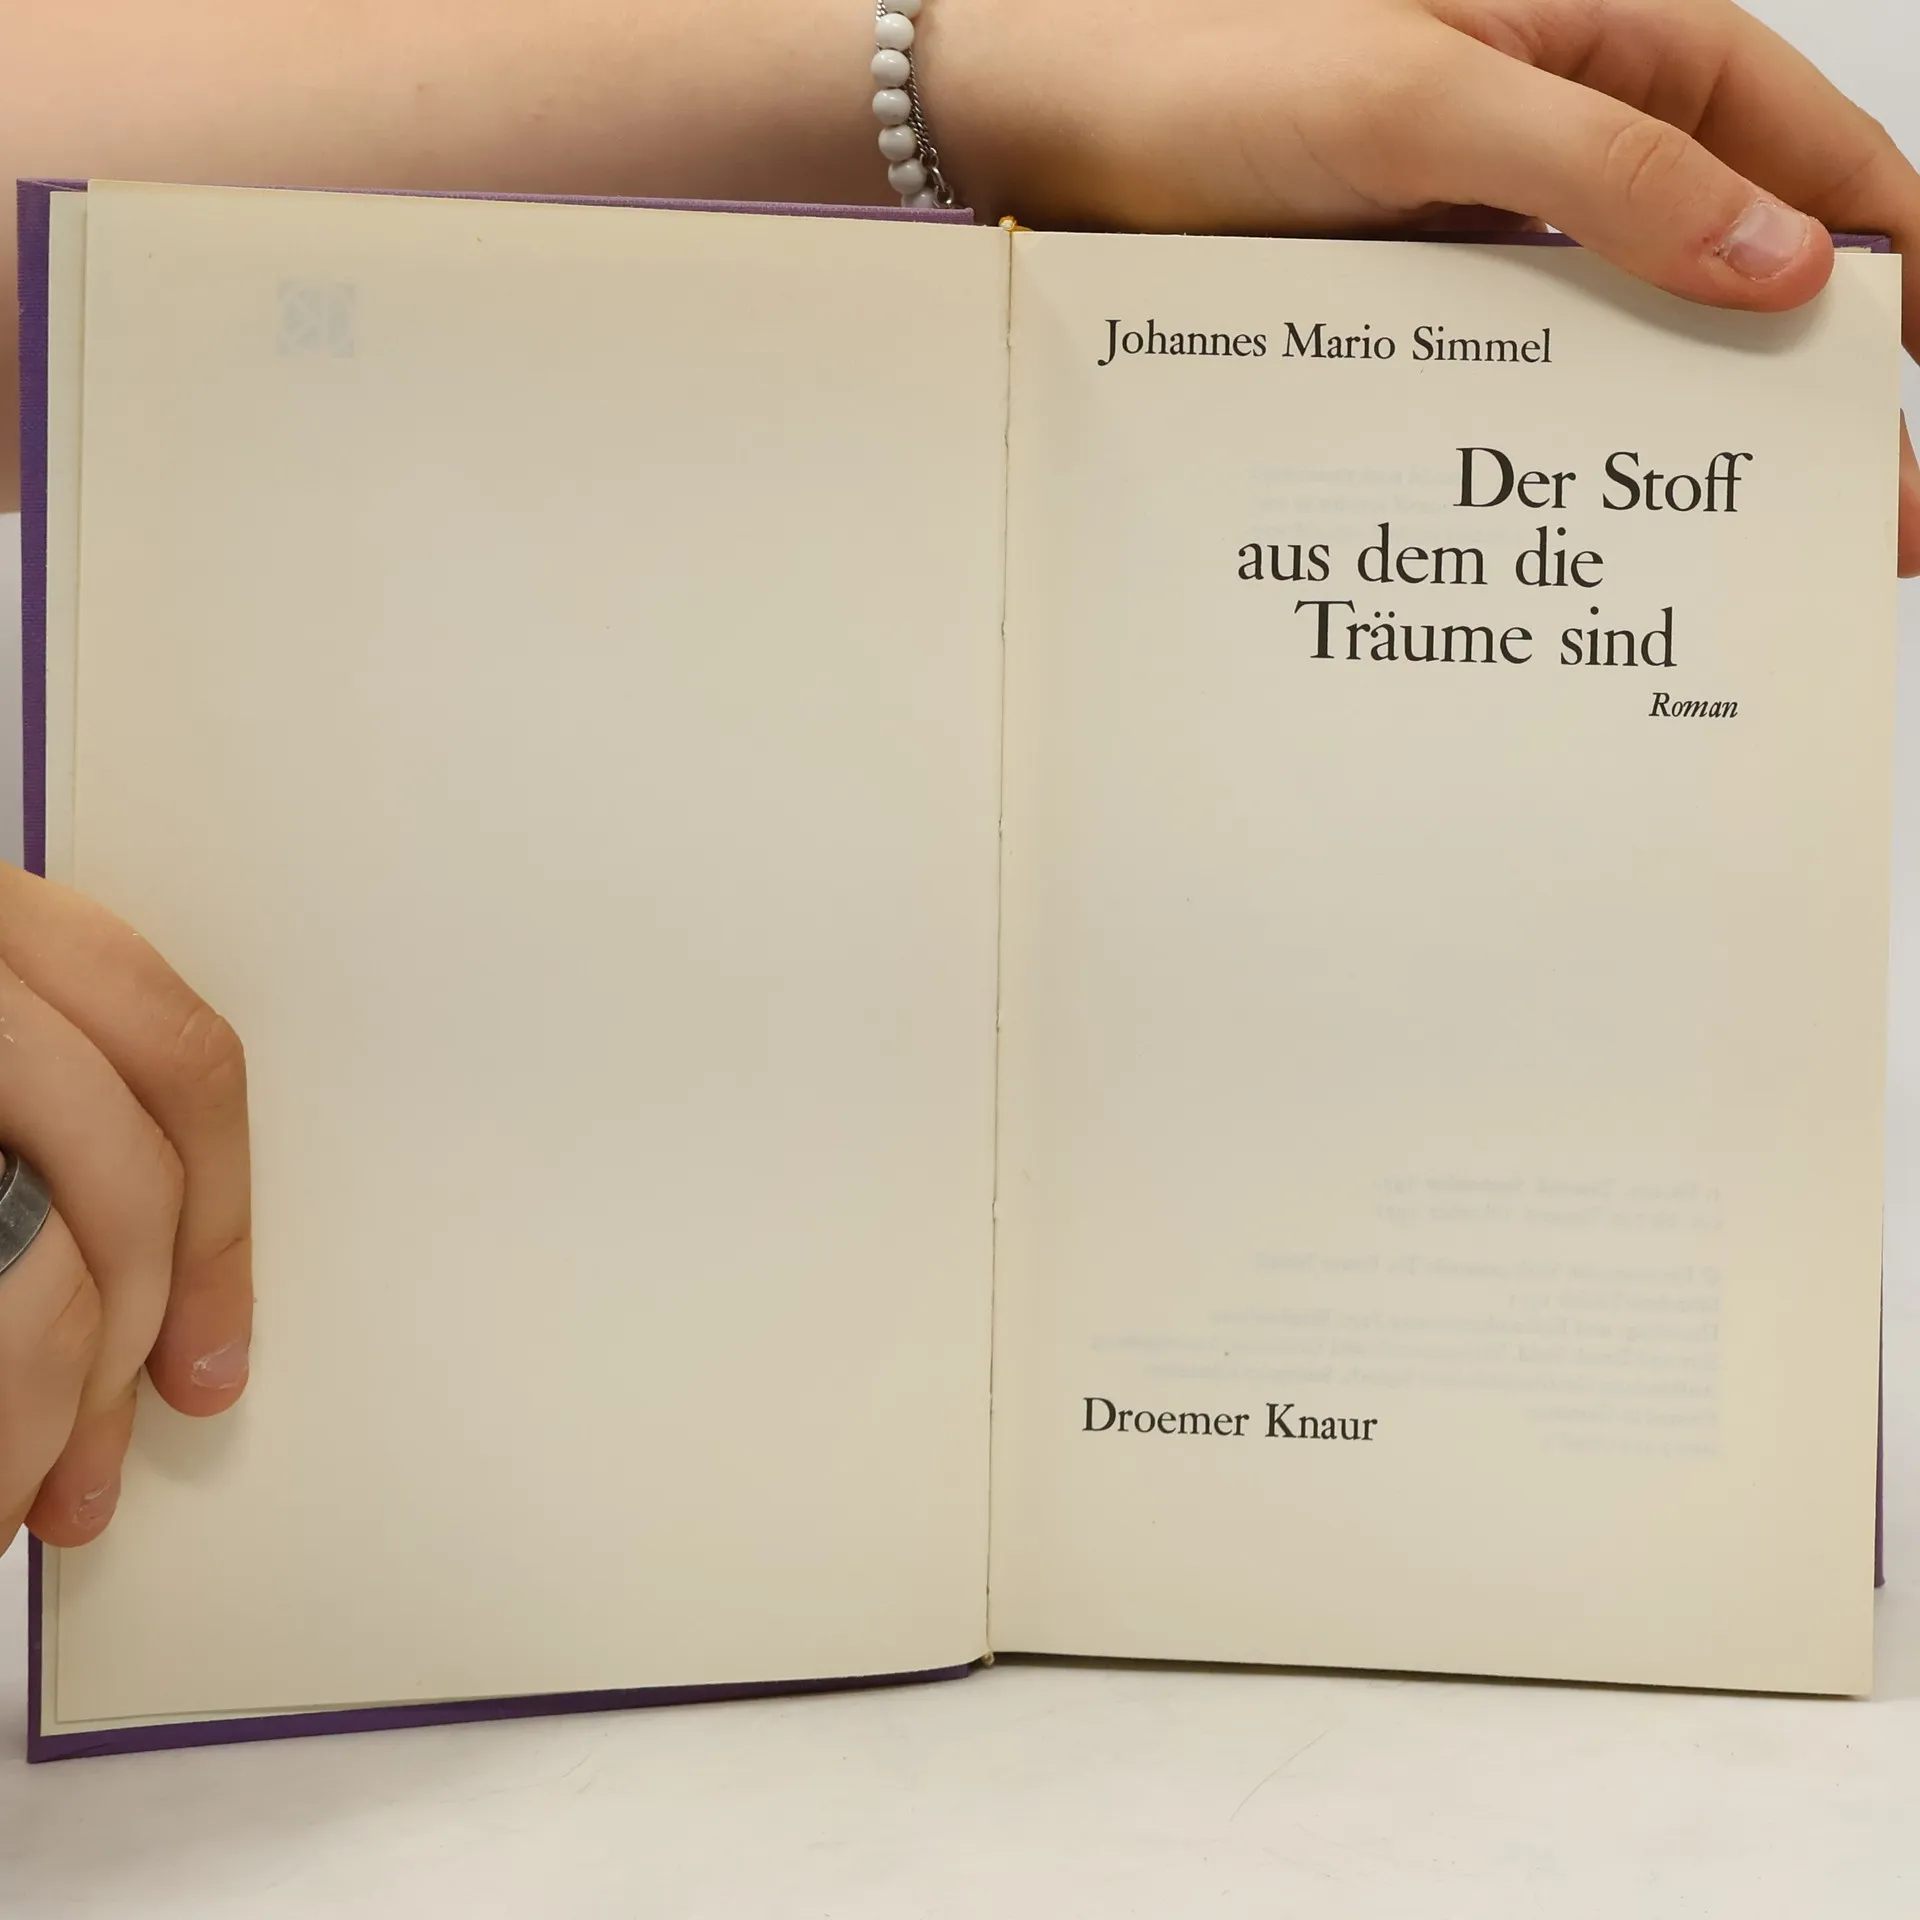 Johannes Mario Simmel
Der Stoff
aus dem die
Träume sind
Roman
Droemer Knaur